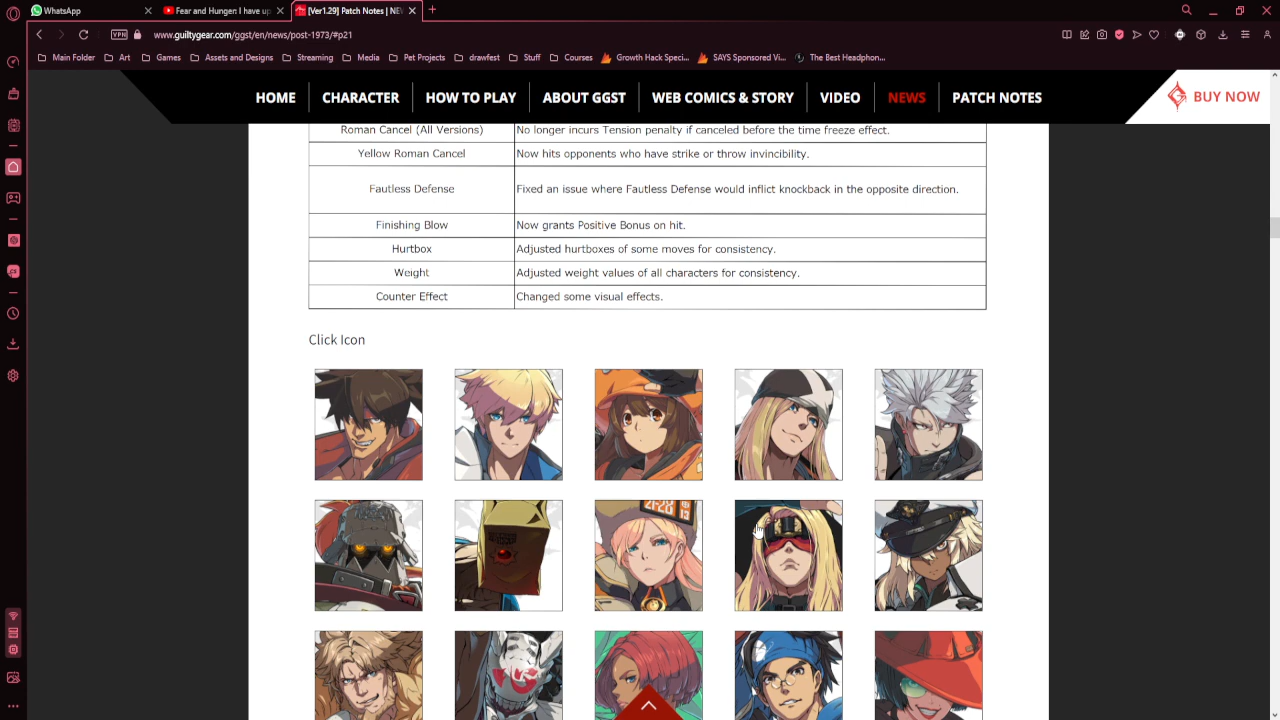 WhatsApp
Fear and Hunger: I have up
[Ver1.29] Patch Notes | NE
VPN
www.guiltygear.com/ggst/en/news/post-1973/#p21
Main Folder
Art
Games
Assets and Designs
Streaming
Media
Pet Projects
drawfest
Stuff
Courses
Growth Hack Speci...
SAYS Sponsored Vi...
The Best Headphon...
HOME
CHARACTER
HOW TO PLAY
ABOUT GGST
WEB COMICS & STORY
VIDEO
NEWS
PATCH NOTES
BUY NOW
Roman Cancel (All Versions) No longer incurs Tension penalty if canceled before the time freeze effect.
Yellow Roman Cancel Now hits opponents who have strike or throw invincibility.
Fautless Defense Fixed an issue where Fautless Defense would inflict knockback in the opposite direction.
Finishing Blow Now grants Positive Bonus on hit.
Hurtbox Adjusted hurtboxes of some moves for consistency.
Weight Adjusted weight values of all characters for consistency.
Counter Effect Changed some visual effects.
Click Icon